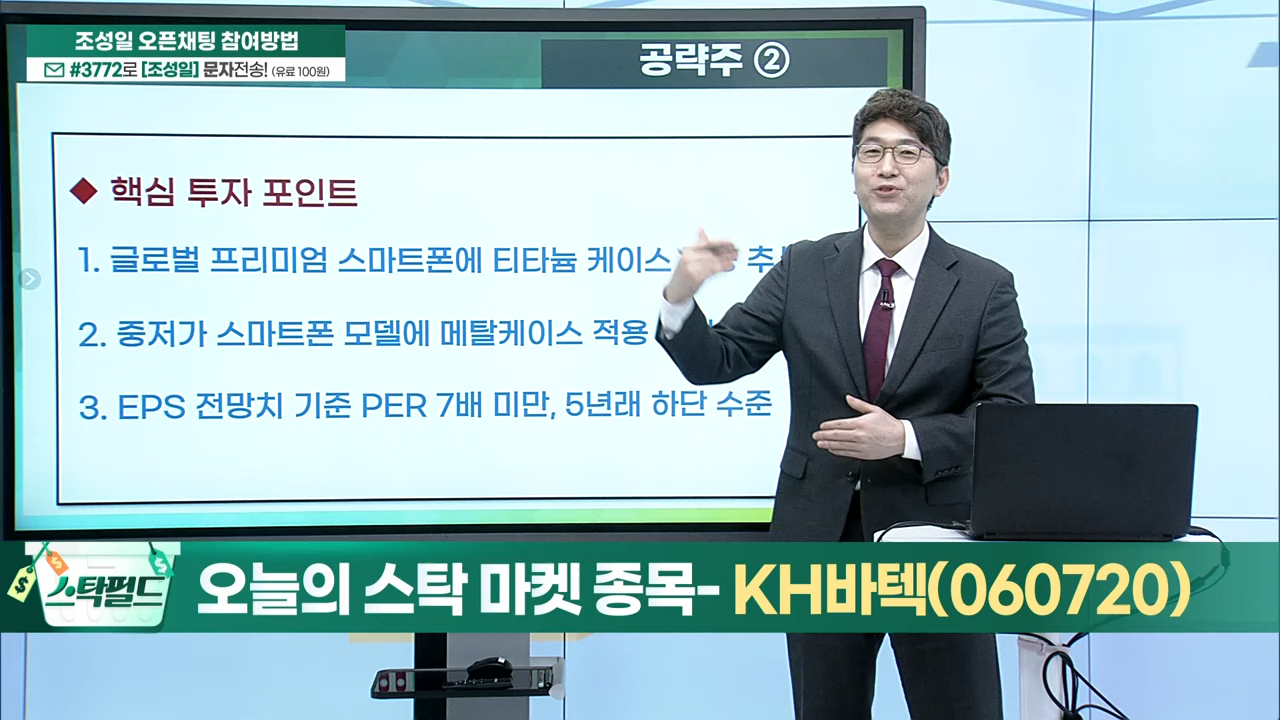 조성일 오픈채팅 참여방법
#3772로 [조성일] 문자전송! (유료 100원)
공략주 ②
◆ 핵심 투자 포인트
1. 글로벌 프리미엄 스마트폰에 티타늄 케이스
2. 중저가 스마트폰 모델에 메탈케이스 적용
3. EPS 전망치 기준 PER 7배 미만, 5년래 하단 수준
스탁펄드
오늘의 스탁 마켓 종목- KH바텍(060720)